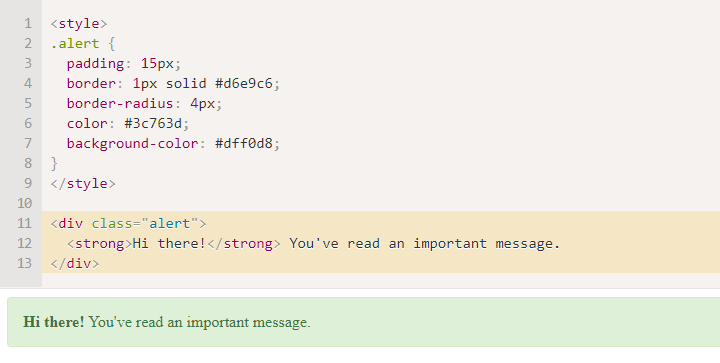 1 <style>
2 .alert {
3   padding: 15px;
4   border: 1px solid #d6e9c6;
5   border-radius: 4px;
6   color: #3c763d;
7   background-color: #dff0d8;
8 }
9 </style>
10
11 <div class="alert">
12   <strong>Hi there!</strong> You've read an important message.
13 </div>
Hi there! You've read an important message.